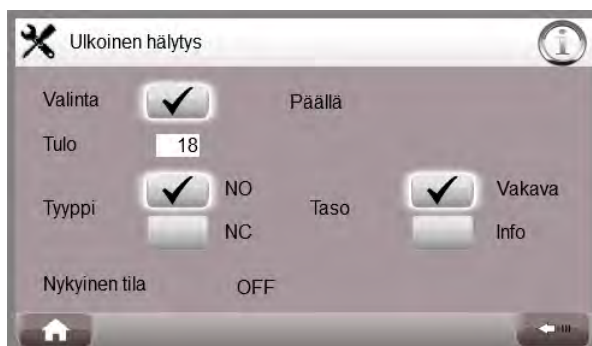 Ulkoinen hälytys
Valinta Päällä
Tulo 18
Tyyppi NO Taso Vakava
NC Info
Nykyinen tila OFF